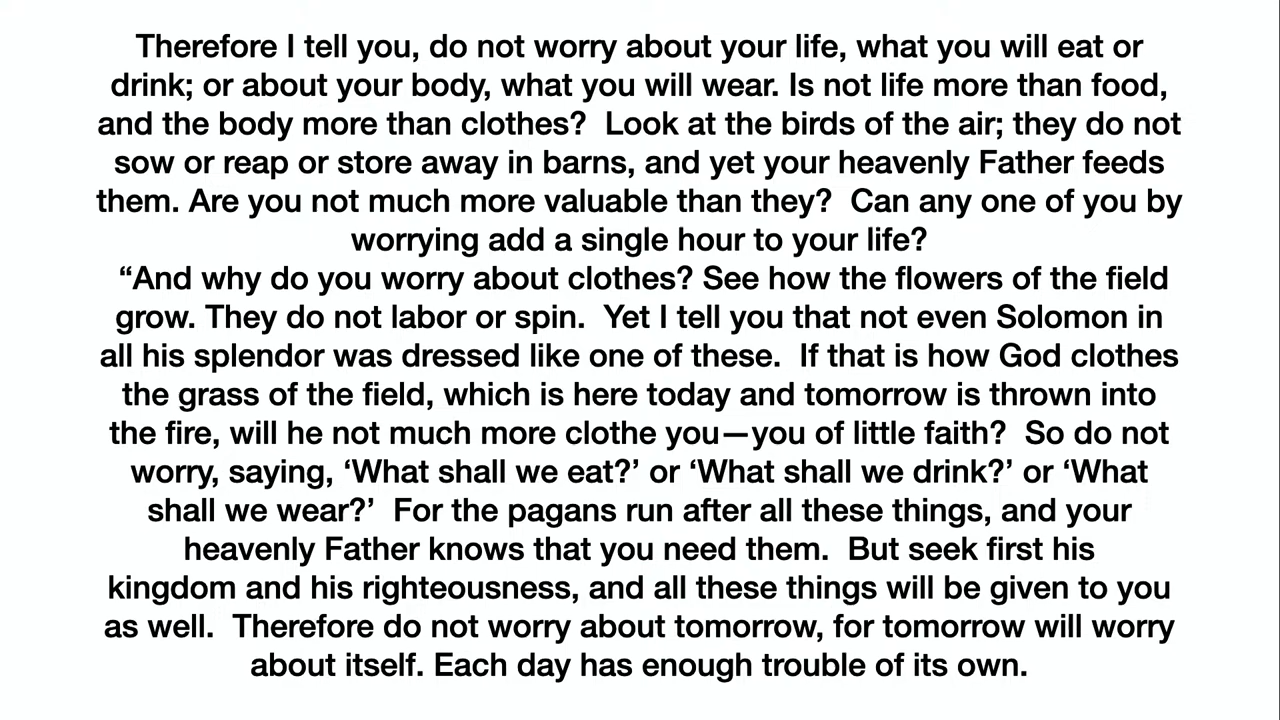 Therefore I tell you, do not worry about your life, what you will eat or
drink; or about your body, what you will wear. Is not life more than food,
and the body more than clothes?  Look at the birds of the air; they do not
sow or reap or store away in barns, and yet your heavenly Father feeds
them. Are you not much more valuable than they?  Can any one of you by
worrying add a single hour to your life?
“And why do you worry about clothes? See how the flowers of the field
grow. They do not labor or spin.  Yet I tell you that not even Solomon in
all his splendor was dressed like one of these.  If that is how God clothes
the grass of the field, which is here today and tomorrow is thrown into
the fire, will he not much more clothe you—you of little faith?  So do not
worry, saying, ‘What shall we eat?’ or ‘What shall we drink?’ or ‘What
shall we wear?’  For the pagans run after all these things, and your
heavenly Father knows that you need them.  But seek first his
kingdom and his righteousness, and all these things will be given to you
as well.  Therefore do not worry about tomorrow, for tomorrow will worry
about itself. Each day has enough trouble of its own.